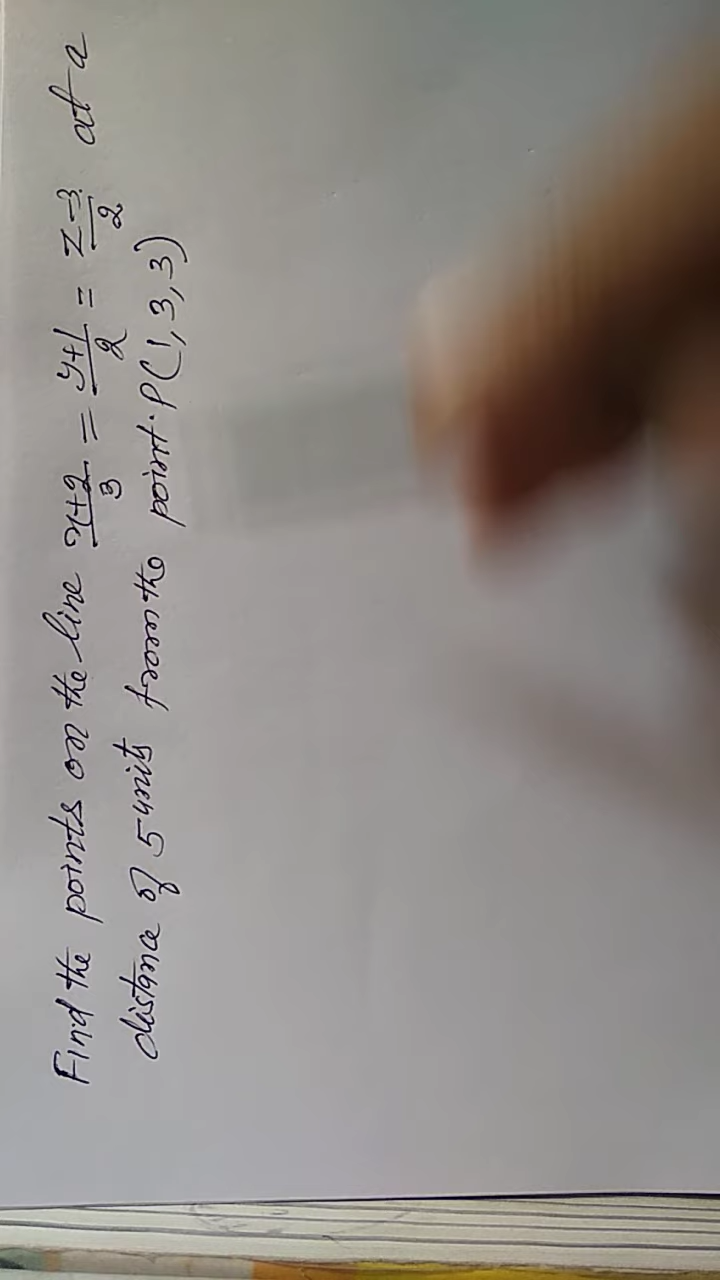 Find the points on the line x+2/3 = y+1/2 = z-3/2 at a
distance of 5 units from the point P(1,3,3)